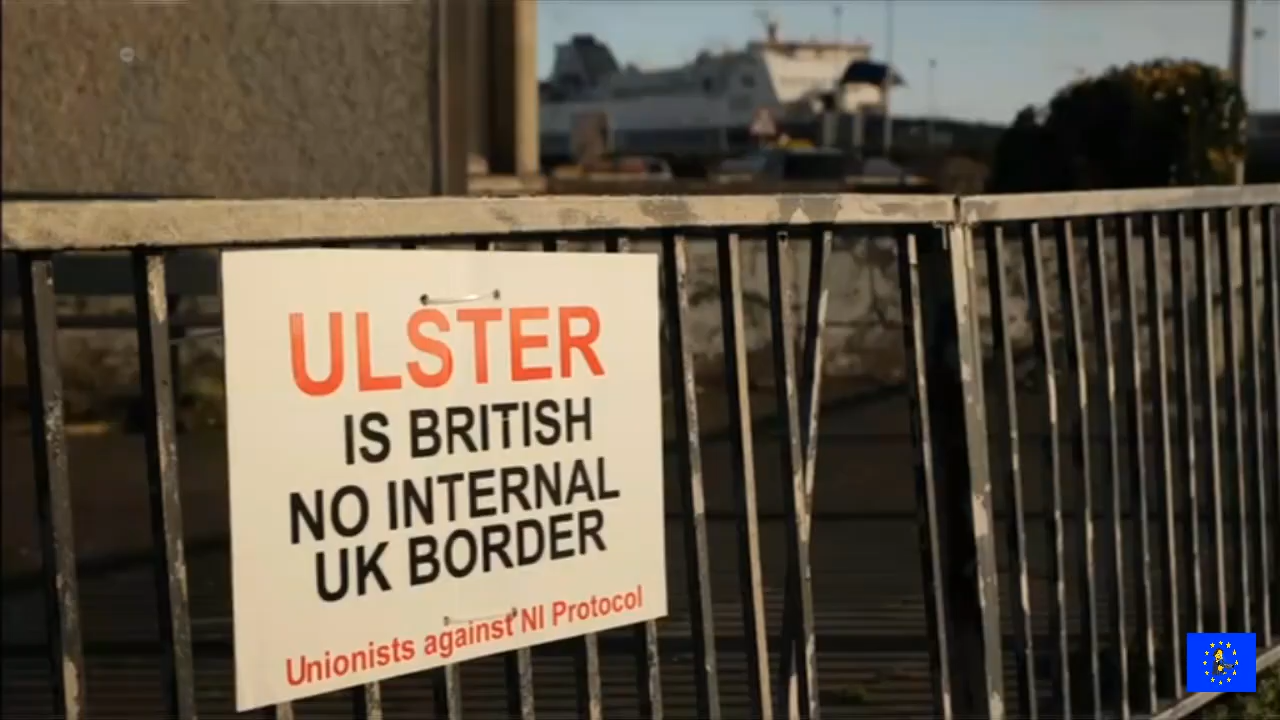 ULSTER
IS BRITISH
NO INTERNAL
UK BORDER
Unionists against NI Protocol